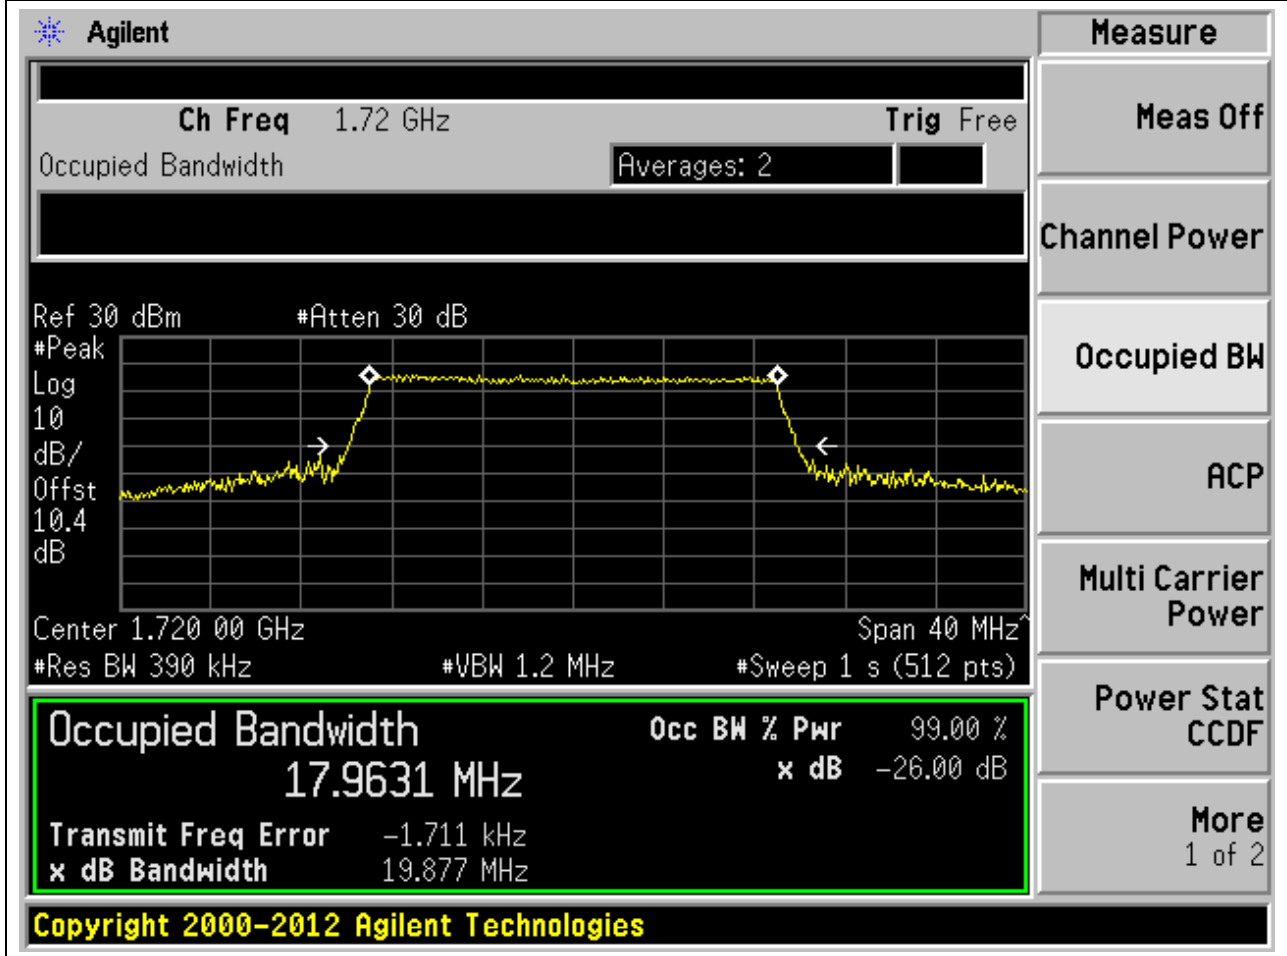 Agilent
Measure
Ch Freq 1.72 GHz Trig Free
Meas Off
Occupied Bandwidth Averages: 2
Channel Power
Ref 30 dBm #Atten 30 dB
#Peak
Log
10
dB/
Offst
10.4
dB
Occupied BW
ACP
Center 1.720 00 GHz Span 40 MHz^
#Res BW 390 kHz #VBW 1.2 MHz #Sweep 1 s (512 pts)
Multi Carrier
Power
Occupied Bandwidth Occ BW % Pwr 99.00 %
17.9631 MHz x dB -26.00 dB
Power Stat
CCDF
Transmit Freq Error -1.711 kHz
x dB Bandwidth 19.877 MHz
More
1 of 2
Copyright 2000-2012 Agilent Technologies